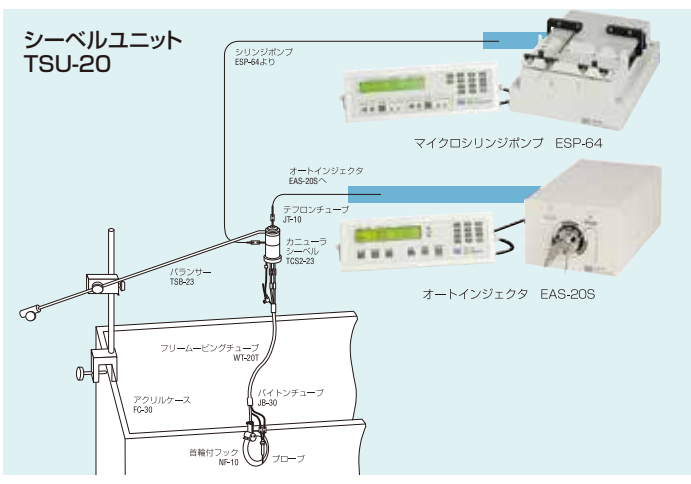 シーベルユニット
TSU-20
シリンジポンプ
ESP-64より
マイクロシリンジポンプ ESP-64
オートインジェクタ
EAS-20Sへ
テフロンチューブ
JT-10
カニューラ
シーベル
TCS2-23
バランサー
TSB-23
オートインジェクタ EAS-20S
フリームービングチューブ
WT-20T
アクリルケース
FC-30
バイトンチューブ
JB-30
首輪付フック
NF-10
プローブ